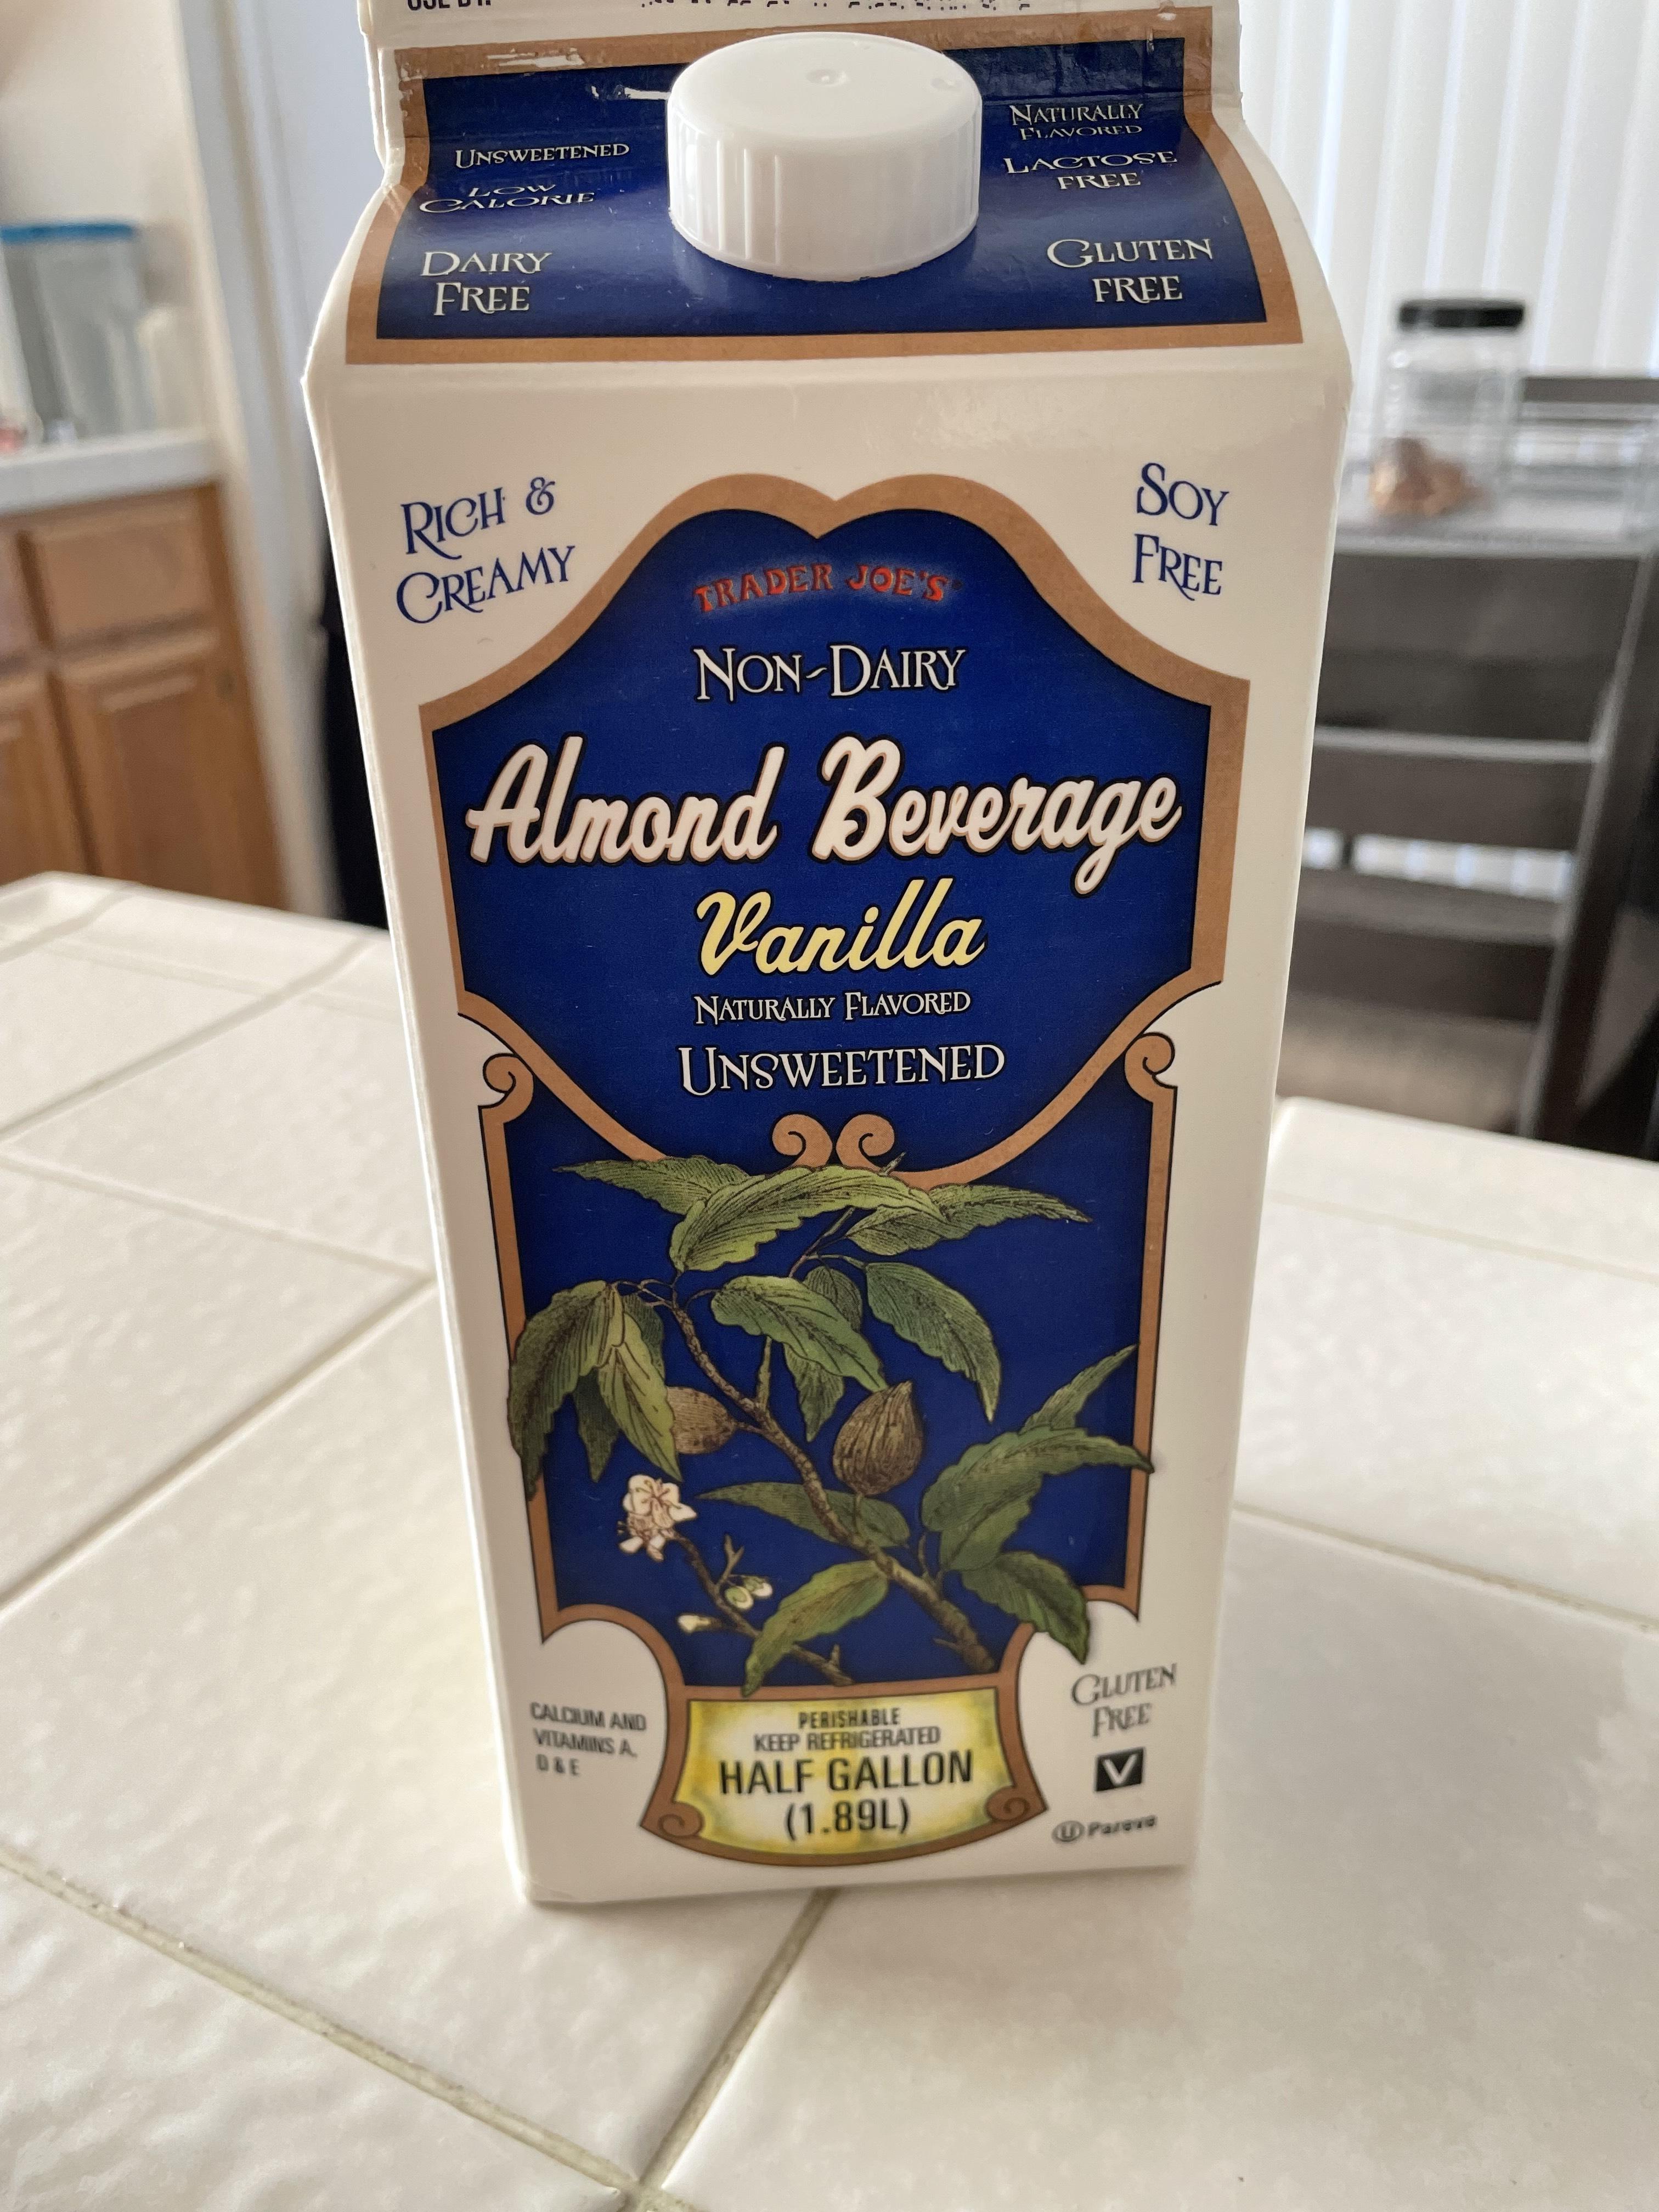 UNSWEETENED
LOW
CALORIE
DAIRY
FREE
NATURALLY
FLAVORED
LACTOSE
FREE
GLUTEN
FREE
RICH &
CREAMY
SOY
FREE
TRADER JOE'S
NON-DAIRY
Almond Beverage
Vanilla
NATURALLY FLAVORED
UNSWEETENED
CALCIUM AND
VITAMINS A,
D & E
PERISHABLE
KEEP REFRIGERATED
HALF GALLON
(1.89L)
GLUTEN
FREE
V
U Pareve